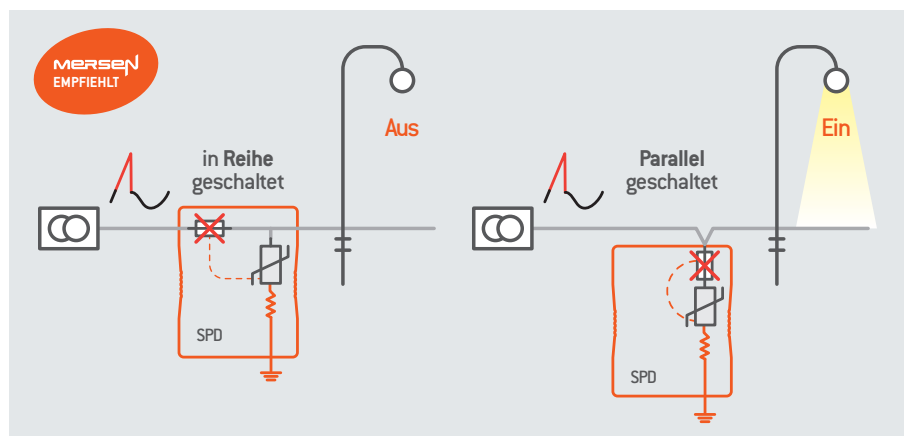 MERSEN
EMPFIEHLT
Aus
in Reihe
geschaltet
SPD
Parallel
geschaltet
Ein
SPD